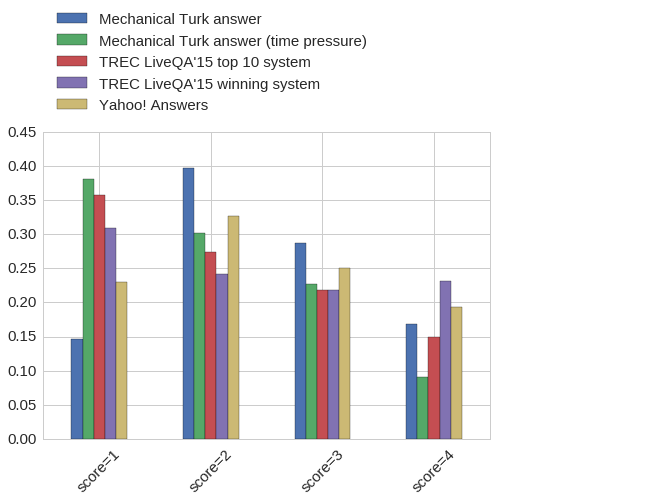 Mechanical Turk answer
Mechanical Turk answer (time pressure)
TREC LiveQA'15 top 10 system
TREC LiveQA'15 winning system
Yahoo! Answers
0.45
0.40
0.35
0.30
0.25
0.20
0.15
0.10
0.05
0.00
score=1
score=2
score=3
score=4